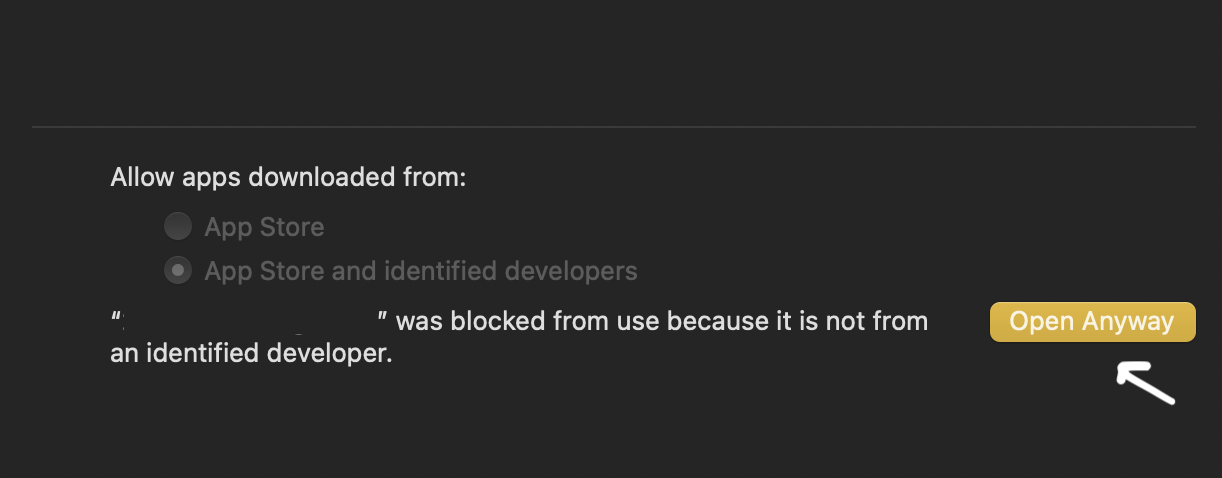 Allow apps downloaded from:
App Store
App Store and identified developers
“ ” was blocked from use because it is not from
Open Anyway
an identified developer.